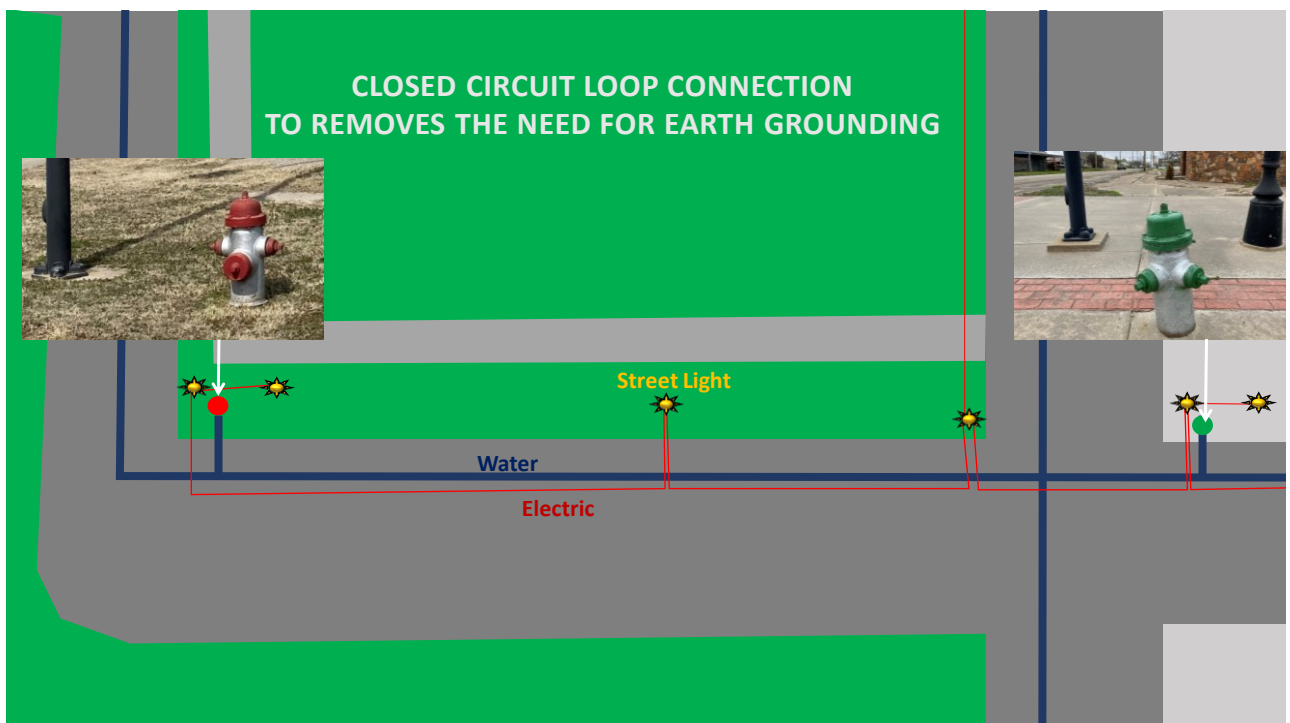 CLOSED CIRCUIT LOOP CONNECTION
TO REMOVES THE NEED FOR EARTH GROUNDING
Street Light
Water
Electric